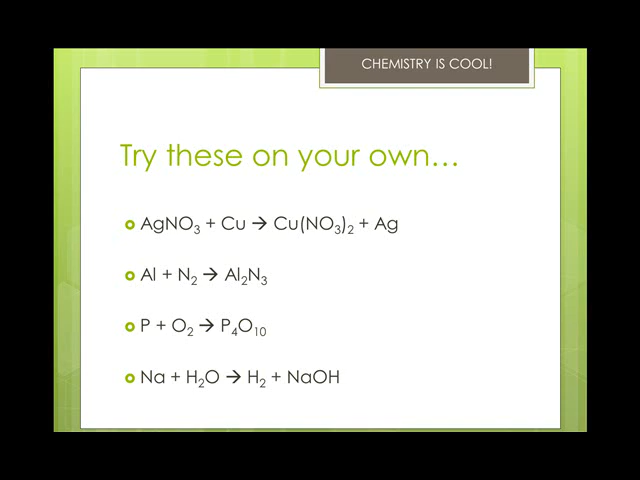 CHEMISTRY IS COOL!
Try these on your own…
AgNO₃ + Cu → Cu(NO₃)₂ + Ag
Al + N₂ → Al₂N₃
P + O₂ → P₄O₁₀
Na + H₂O → H₂ + NaOH